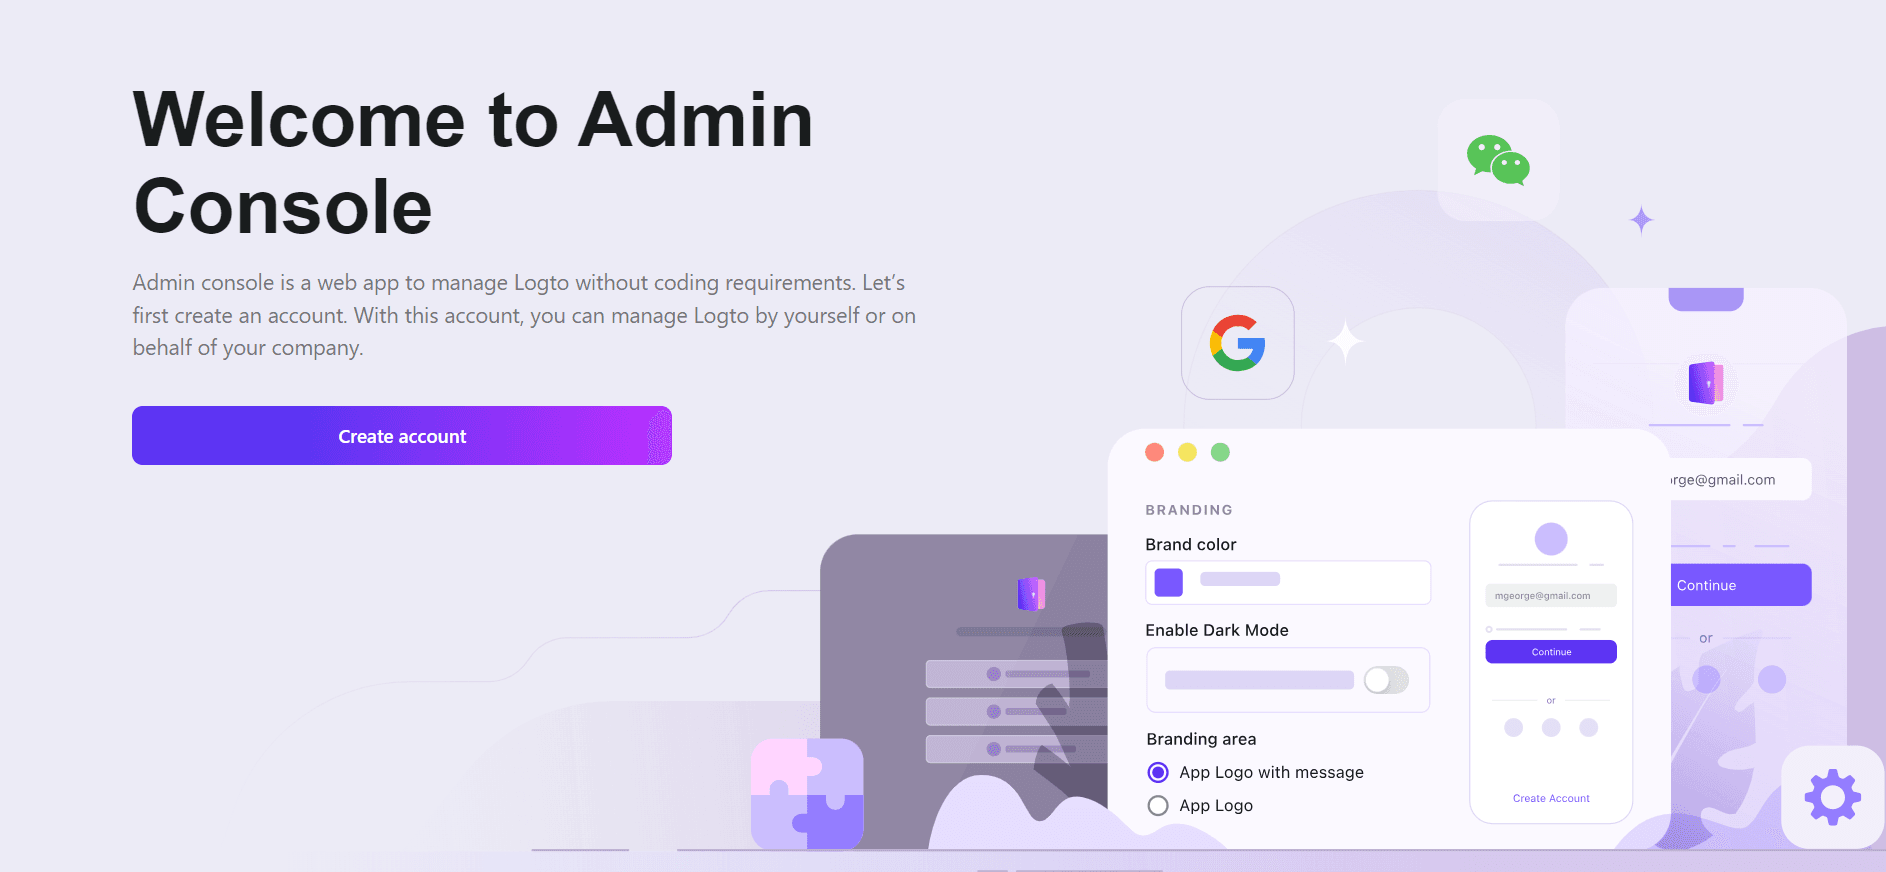 Welcome to Admin
Console
Admin console is a web app to manage Logto without coding requirements. Let’s
first create an account. With this account, you can manage Logto by yourself or on
behalf of your company.
Create account
BRANDING
Brand color
Enable Dark Mode
Branding area
App Logo with message
App Logo
mgeorge@gmail.com
Continue
or
Create Account
orge@gmail.com
Continue
or